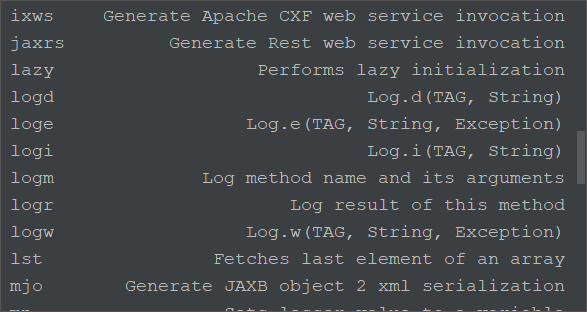 ixws Generate Apache CXF web service invocation
jaxrs Generate Rest web service invocation
lazy Performs lazy initialization
logd Log.d(TAG, String)
loge Log.e(TAG, String, Exception)
logi Log.i(TAG, String)
logm Log method name and its arguments
logr Log result of this method
logw Log.w(TAG, String, Exception)
lst Fetches last element of an array
mjo Generate JAXB object 2 xml serialization